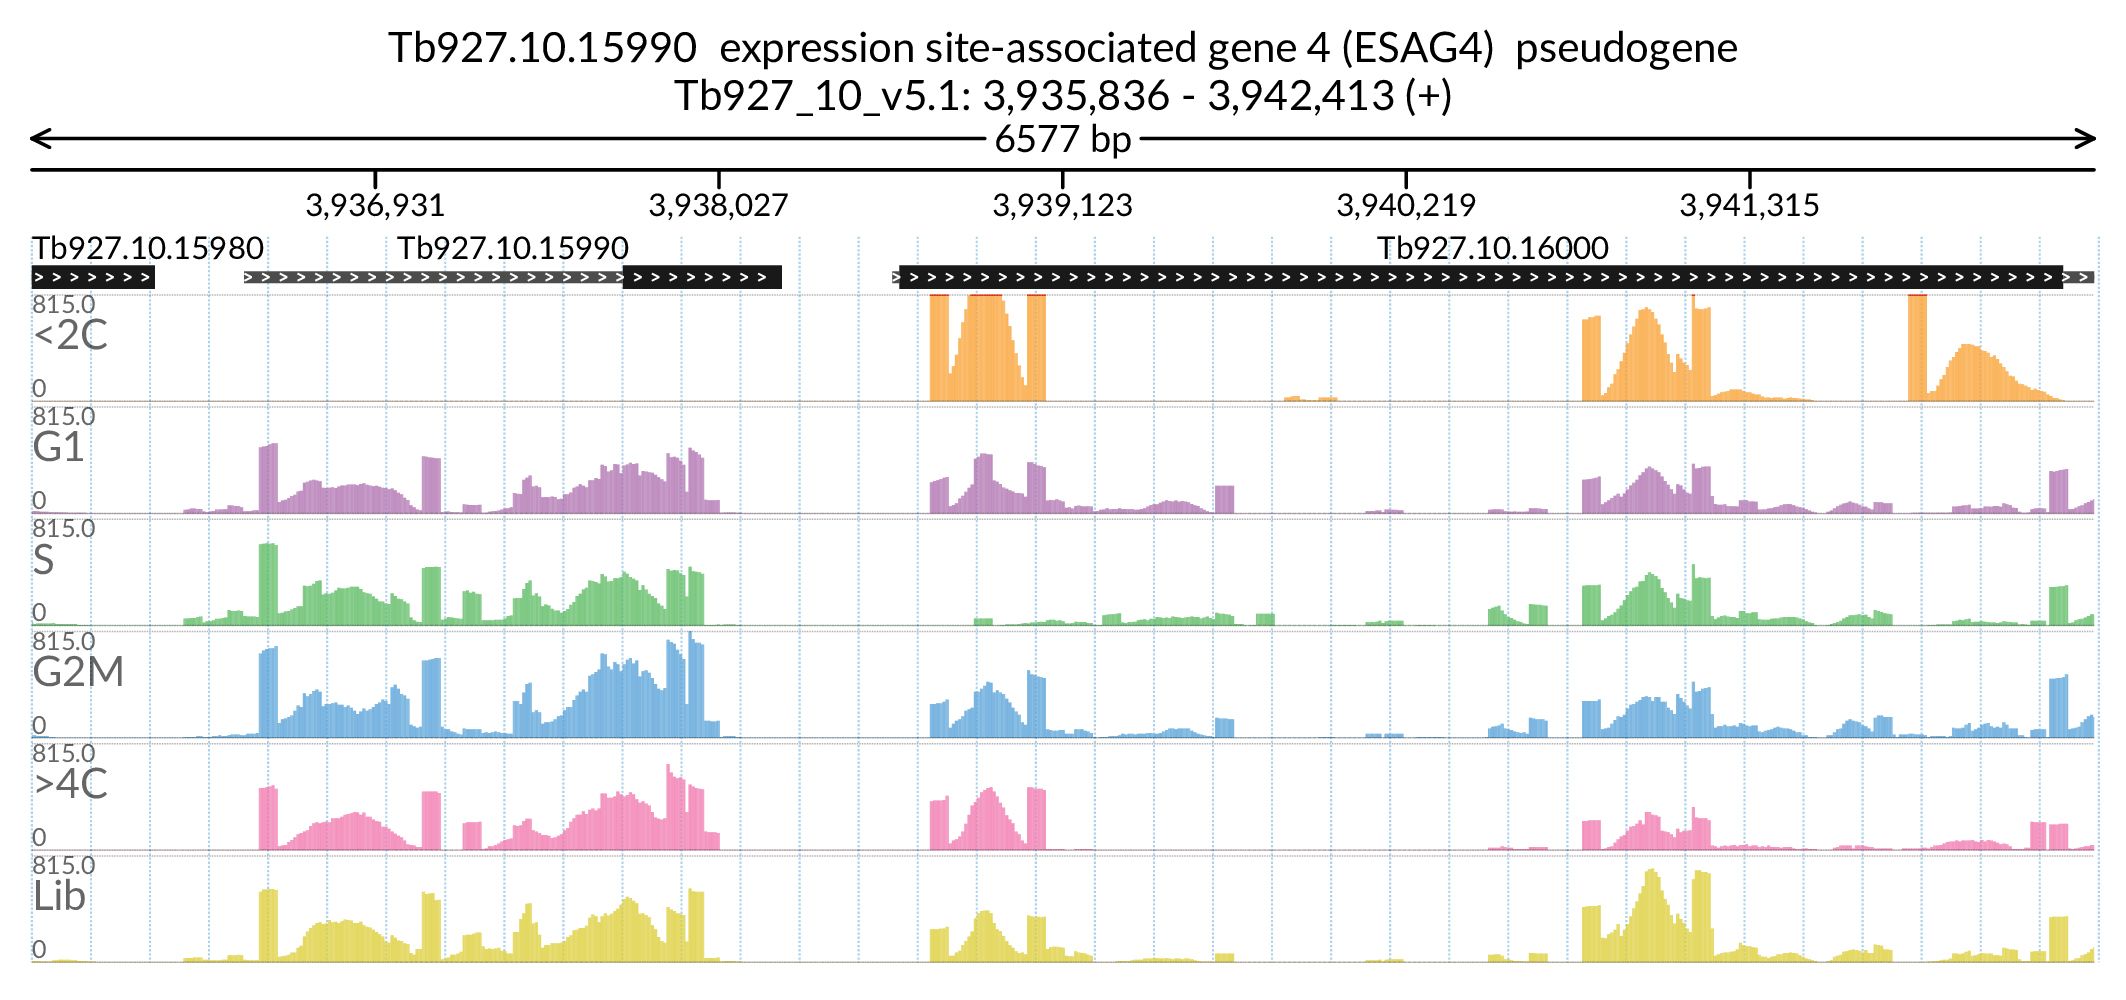 Tb927.10.15990  expression site-associated gene 4 (ESAG4)  pseudogene
Tb927_10_v5.1: 3,935,836 - 3,942,413 (+)
6577 bp
3,936,931 3,938,027 3,939,123 3,940,219 3,941,315
Tb927.10.15980 Tb927.10.15990 Tb927.10.16000
815.0
<2C
0
815.0
G1
0
815.0
S
0
815.0
G2M
0
815.0
>4C
0
815.0
Lib
0